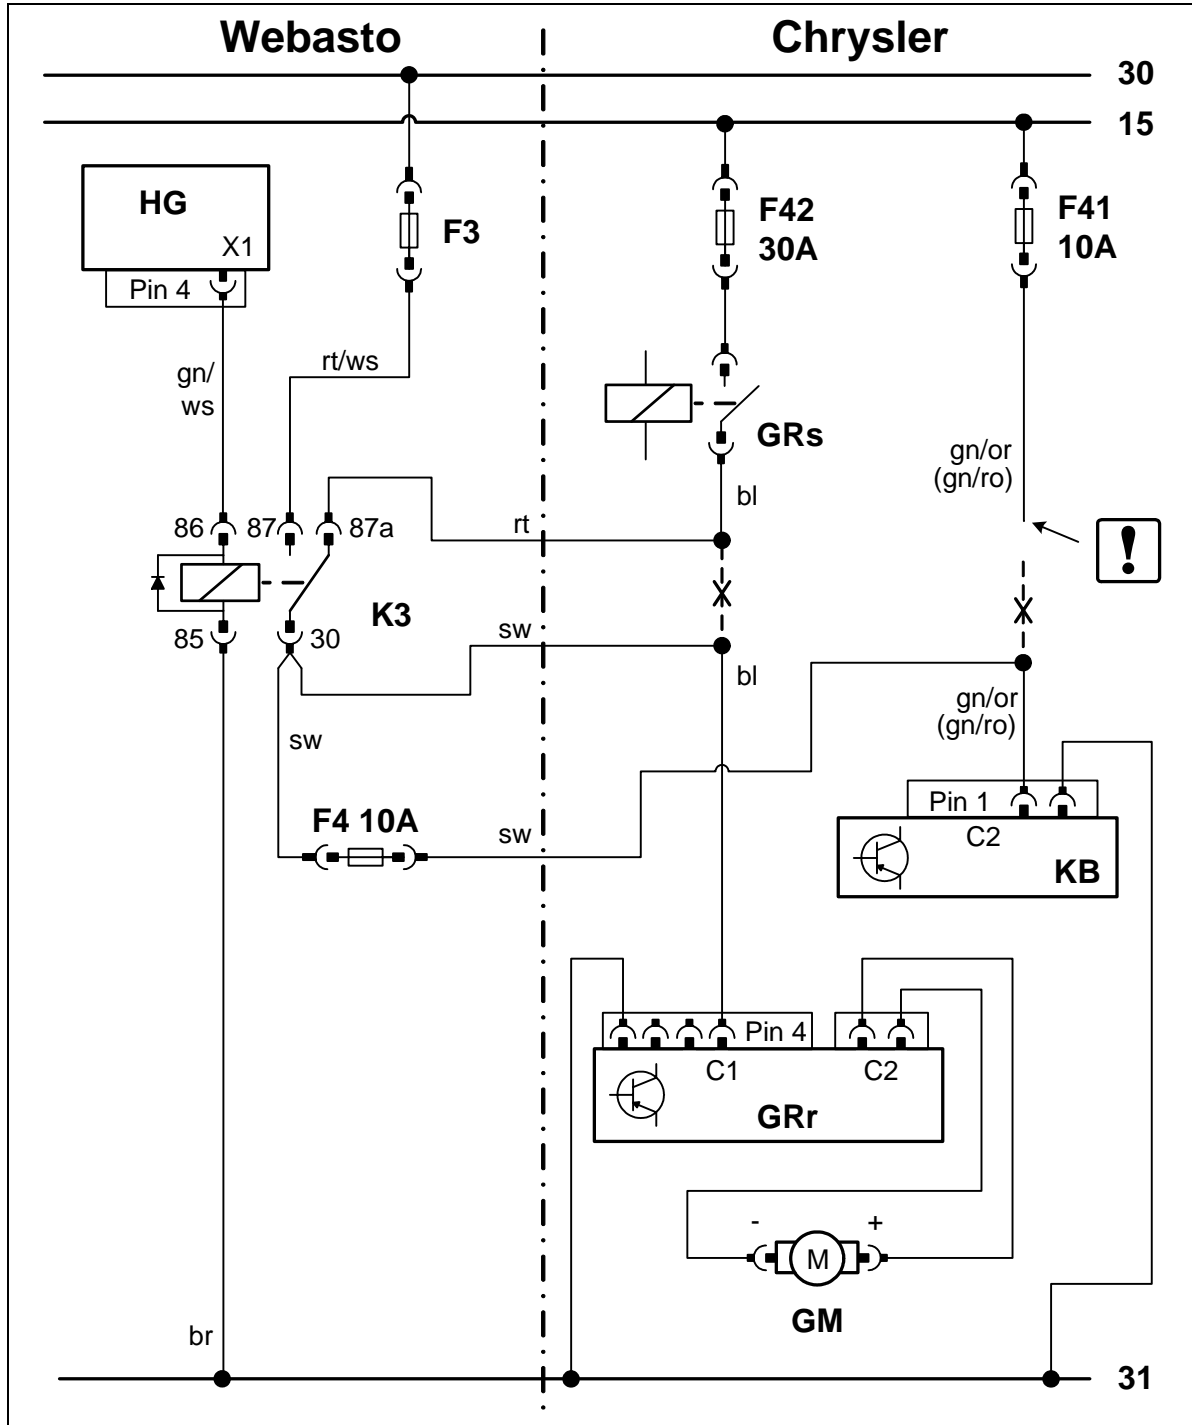 Webasto
Chrysler
30
15
HG
X1
Pin 4
F3
F42
30A
F41
10A
gn/
ws
rt/ws
GRs
gn/or
(gn/ro)
bl
86
87
87a
rt
!
K3
85
30
sw
bl
gn/or
(gn/ro)
sw
F4 10A
sw
Pin 1
C2
KB
Pin 4
C1
C2
GRr
-
+
M
GM
br
31